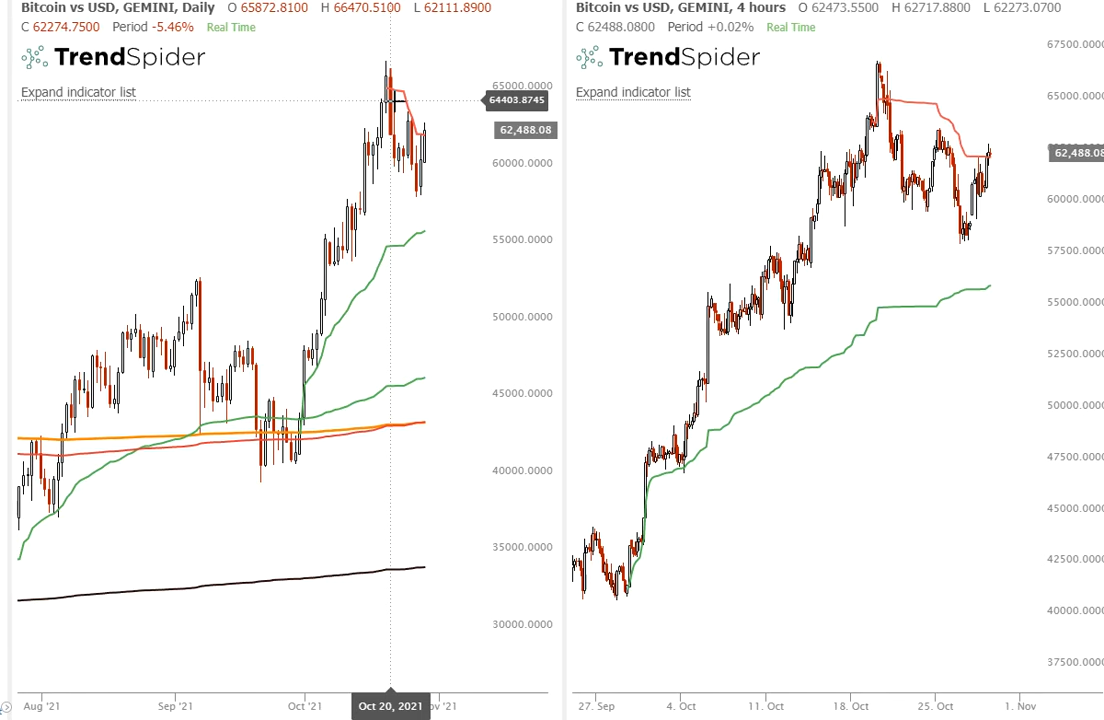 Bitcoin vs USD, GEMINI, Daily O 65872.8100 H 66470.5100 L 62111.8900
C 62274.7500 Period -5.46% Real Time
TrendSpider
Expand indicator list
65000.0000
64403.8745
62,488.08
60000.0000
55000.0000
50000.0000
45000.0000
40000.0000
35000.0000
30000.0000
Aug '21 Sep '21 Oct '21 Oct 20, 2021 ov '21
Bitcoin vs USD, GEMINI, 4 hours O 62473.5500 H 62717.8800 L 62273.0700
C 62488.0800 Period +0.02% Real Time
TrendSpider
Expand indicator list
67500.0000
65000.0000
62,488.08
60000.0000
57500.0000
55000.0000
52500.0000
50000.0000
47500.0000
45000.0000
42500.0000
40000.0000
37500.0000
27. Sep 4. Oct 11. Oct 18. Oct 25. Oct 1. Nov